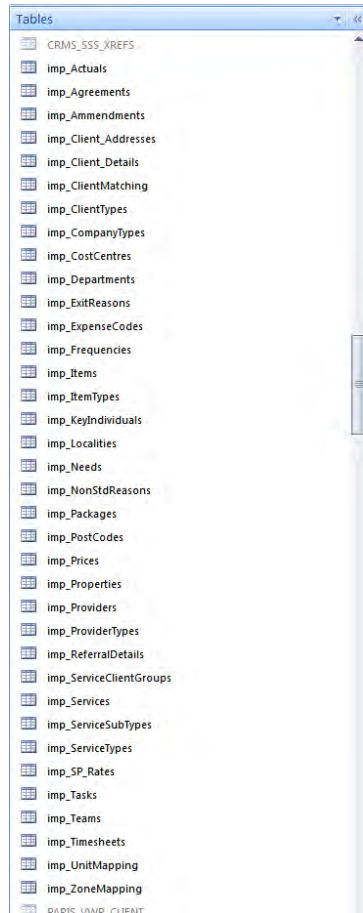 Tables
CRMS_SSS_XREFS
imp_Actuals
imp_Agreements
imp_Ammendments
imp_Client_Addresses
imp_Client_Details
imp_ClientMatching
imp_ClientTypes
imp_CompanyTypes
imp_CostCentres
imp_Departments
imp_ExitReasons
imp_ExpenseCodes
imp_Frequencies
imp_Items
imp_ItemTypes
imp_KeyIndividuals
imp_Localities
imp_Needs
imp_NonStdReasons
imp_Packages
imp_PostCodes
imp_Prices
imp_Properties
imp_Providers
imp_ProviderTypes
imp_ReferralDetails
imp_ServiceClientGroups
imp_Services
imp_ServiceSubTypes
imp_ServiceTypes
imp_SP_Rates
imp_Tasks
imp_Teams
imp_Timesheets
imp_UnitMapping
imp_ZoneMapping
PARIS_VWP_CLIENT